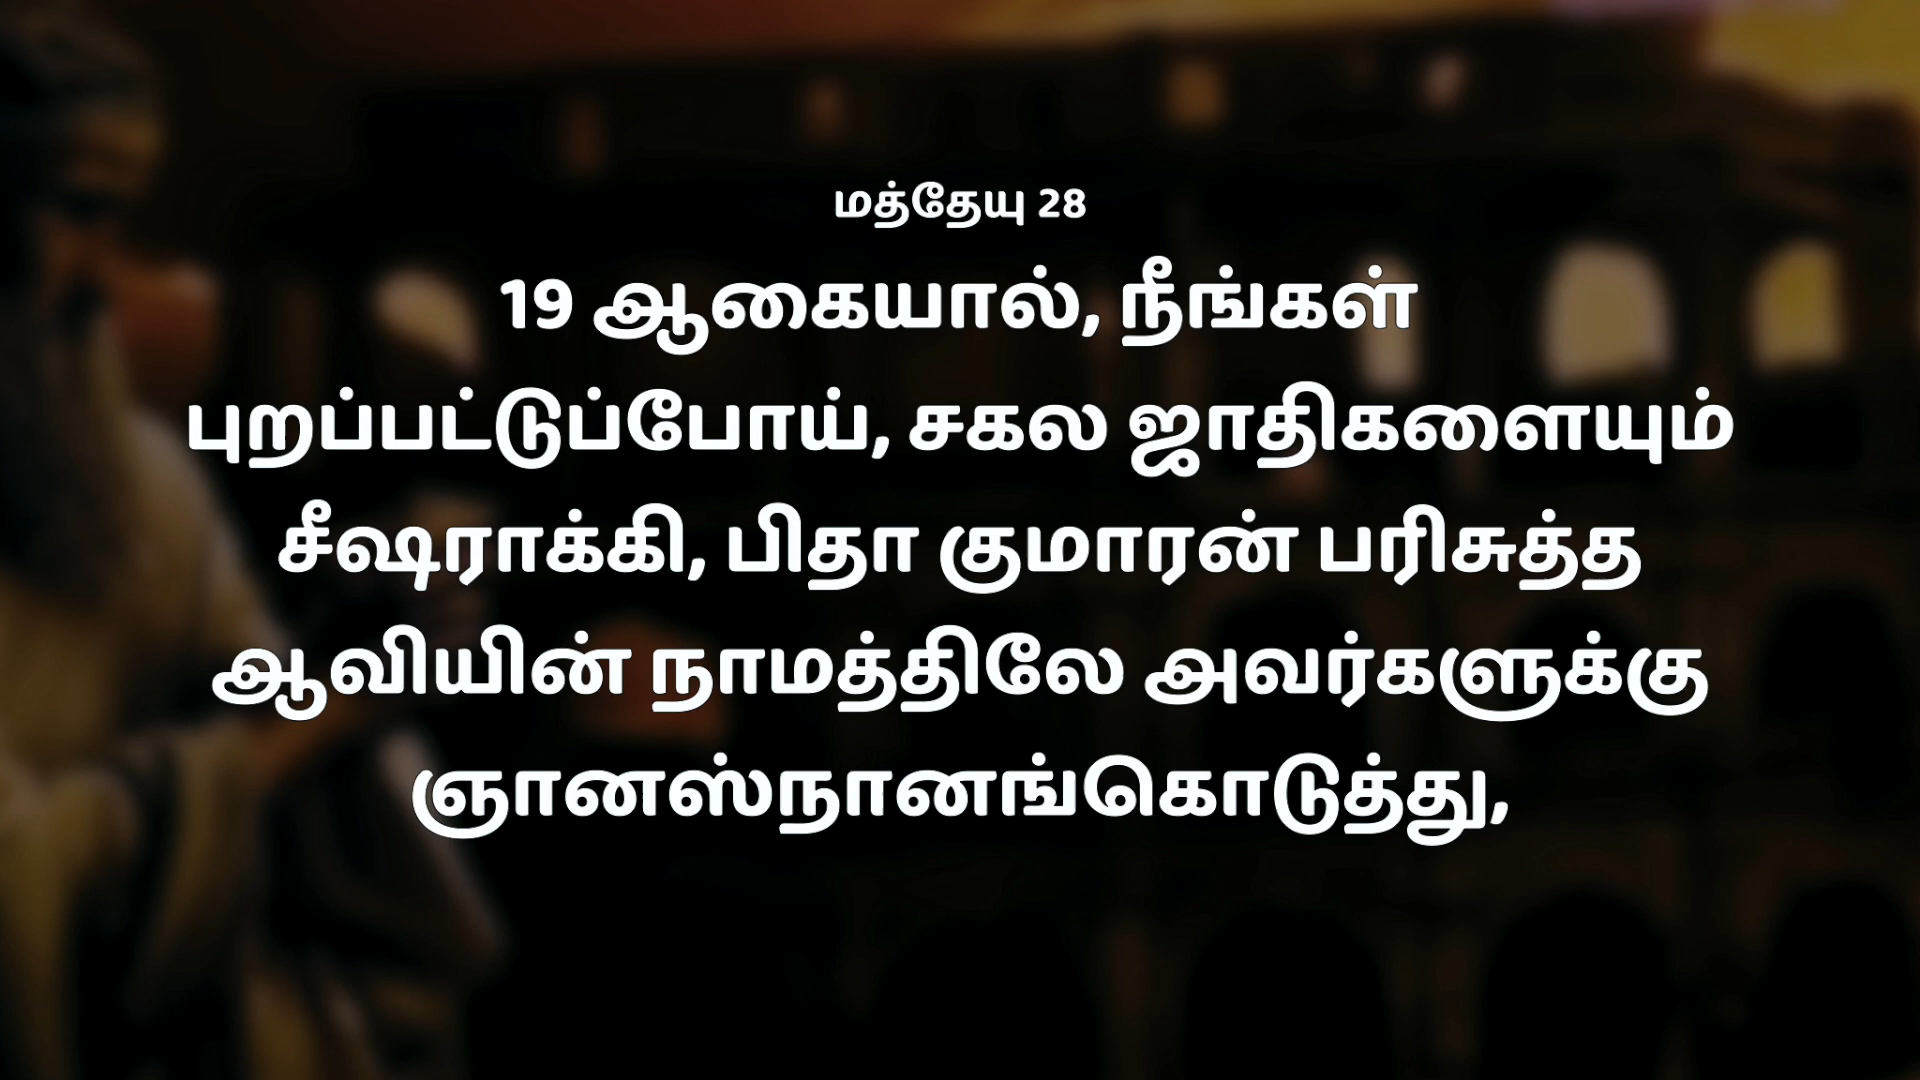 மத்தேயு 28
19 ஆகையால், நீங்கள்
புறப்பட்டுப்போய், சகல ஜாதிகளையும்
சீஷராக்கி, பிதா குமாரன் பரிசுத்த
ஆவியின் நாமத்திலே அவர்களுக்கு
ஞானஸ்நானங்கொடுத்து,